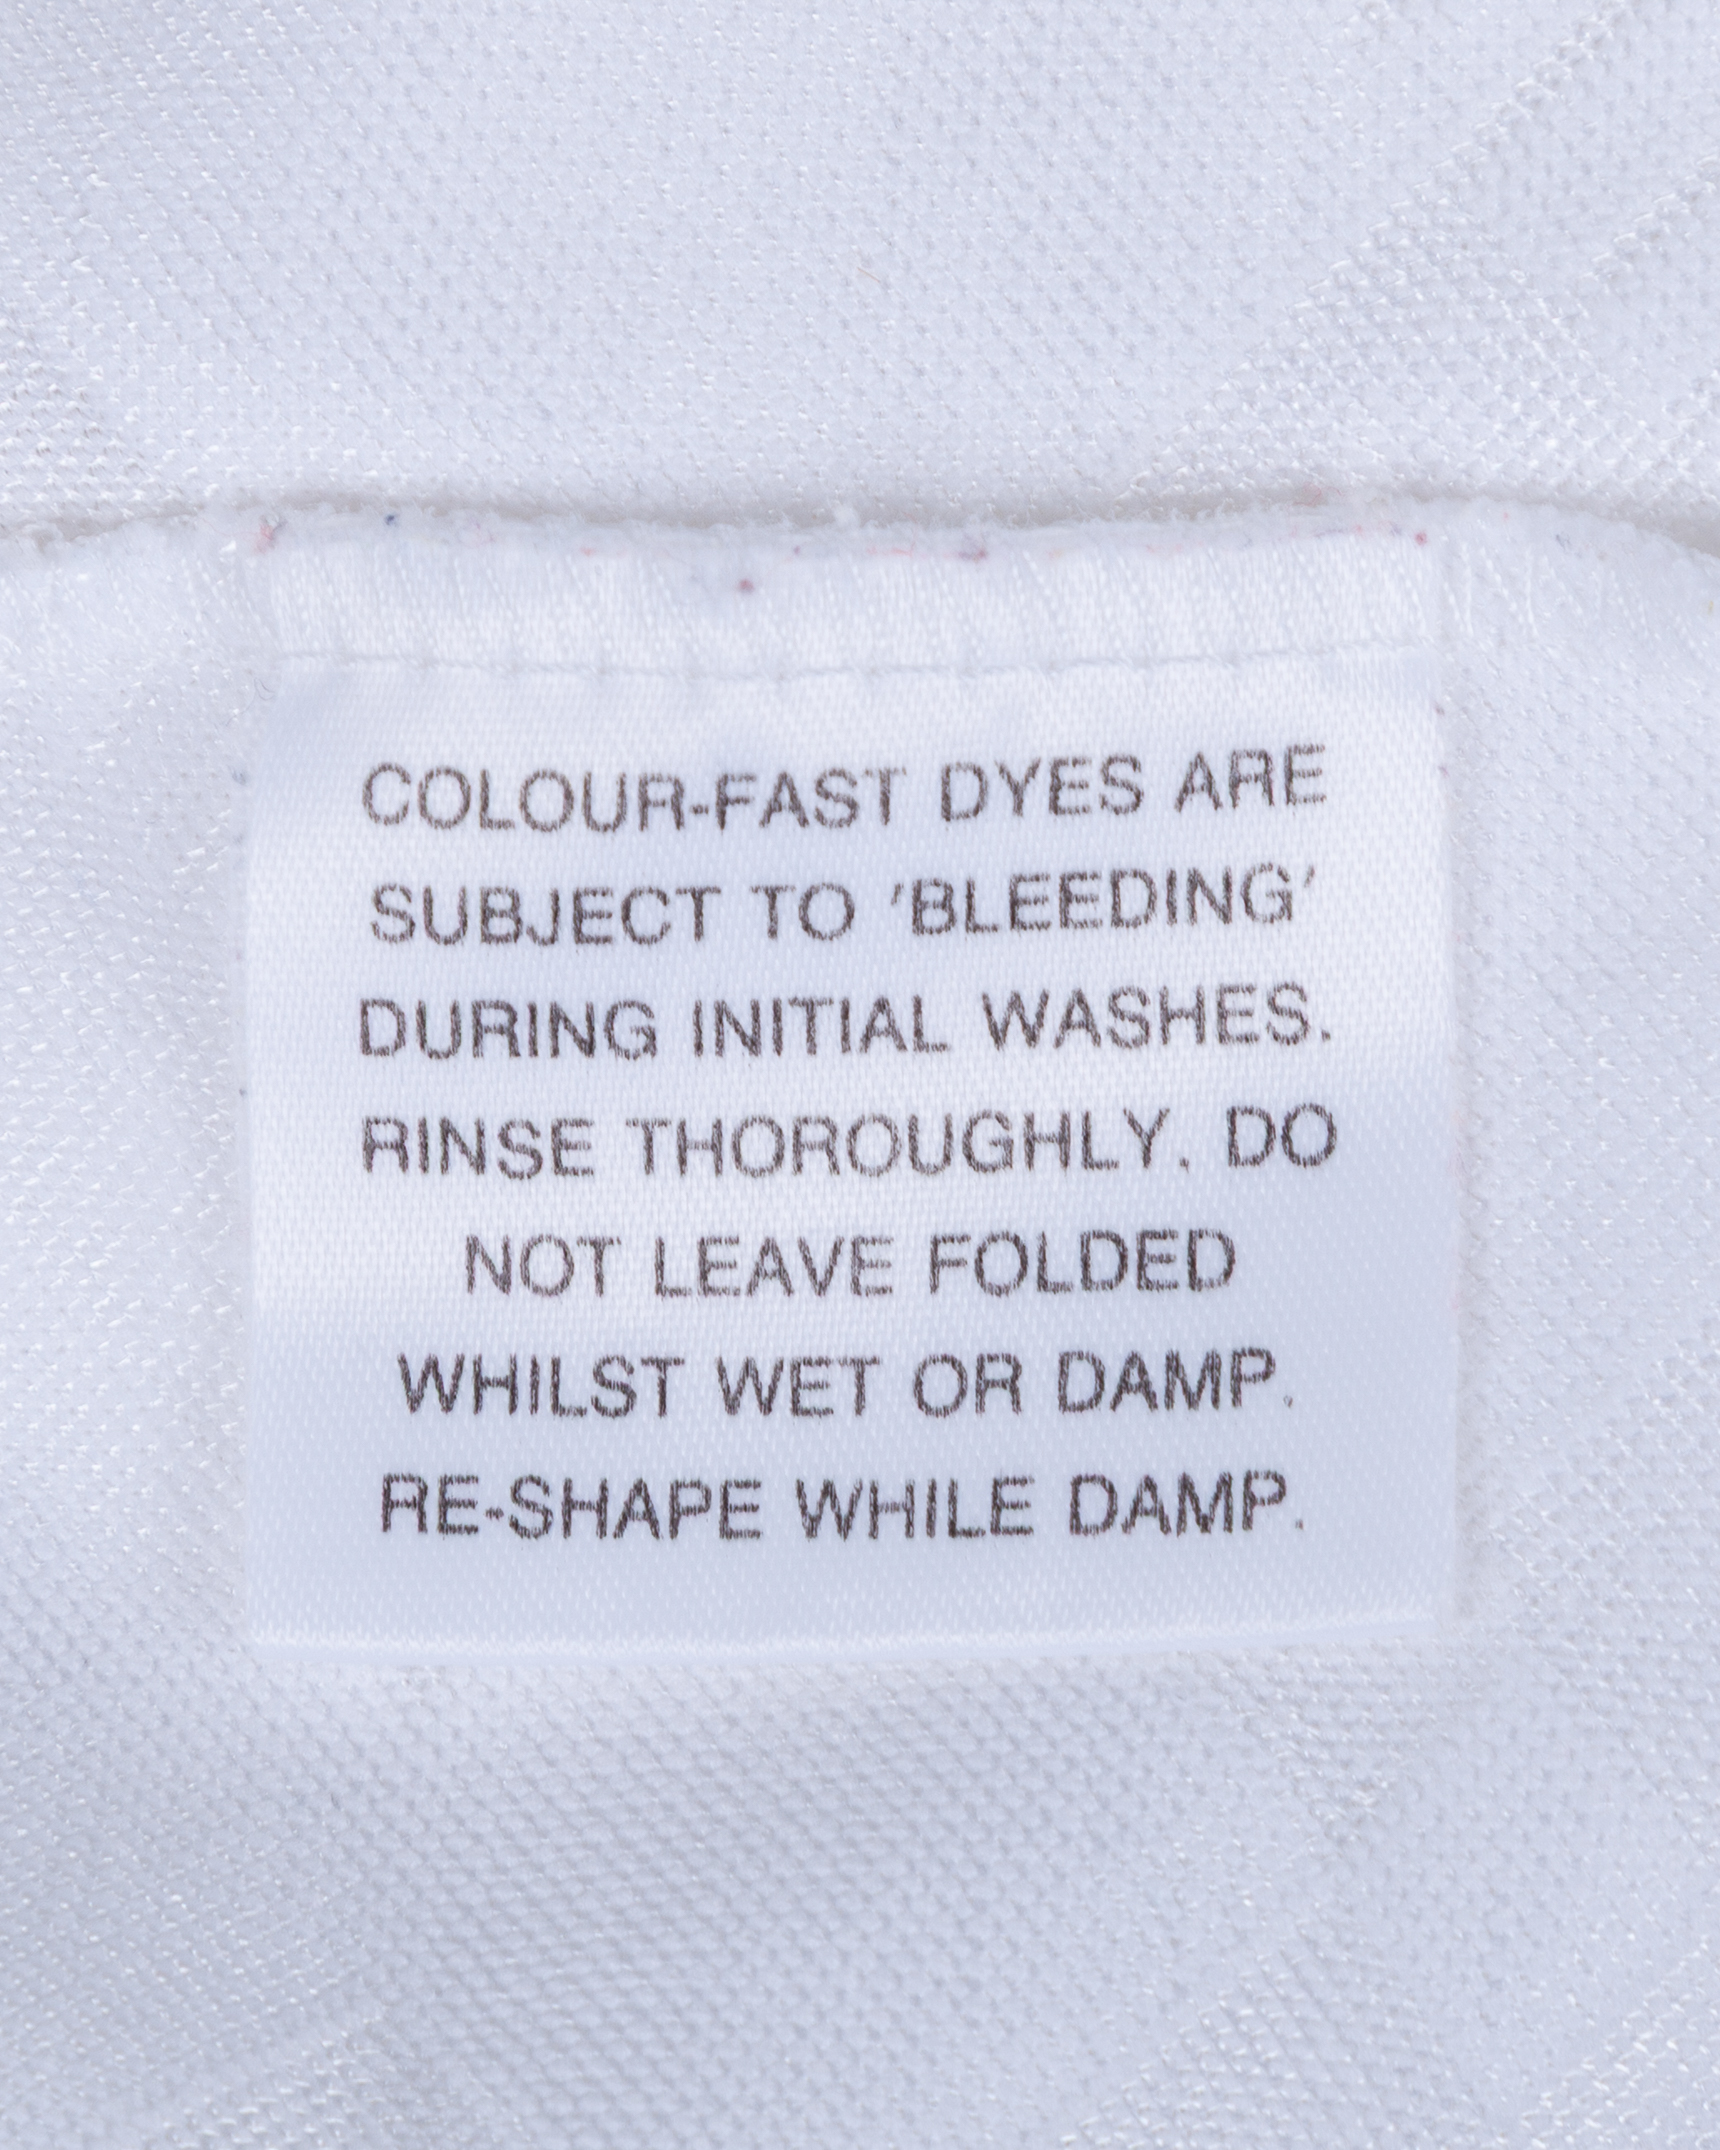 COLOUR-FAST DYES ARE
SUBJECT TO 'BLEEDING'
DURING INITIAL WASHES.
RINSE THOROUGHLY. DO
NOT LEAVE FOLDED
WHILST WET OR DAMP.
RE-SHAPE WHILE DAMP.